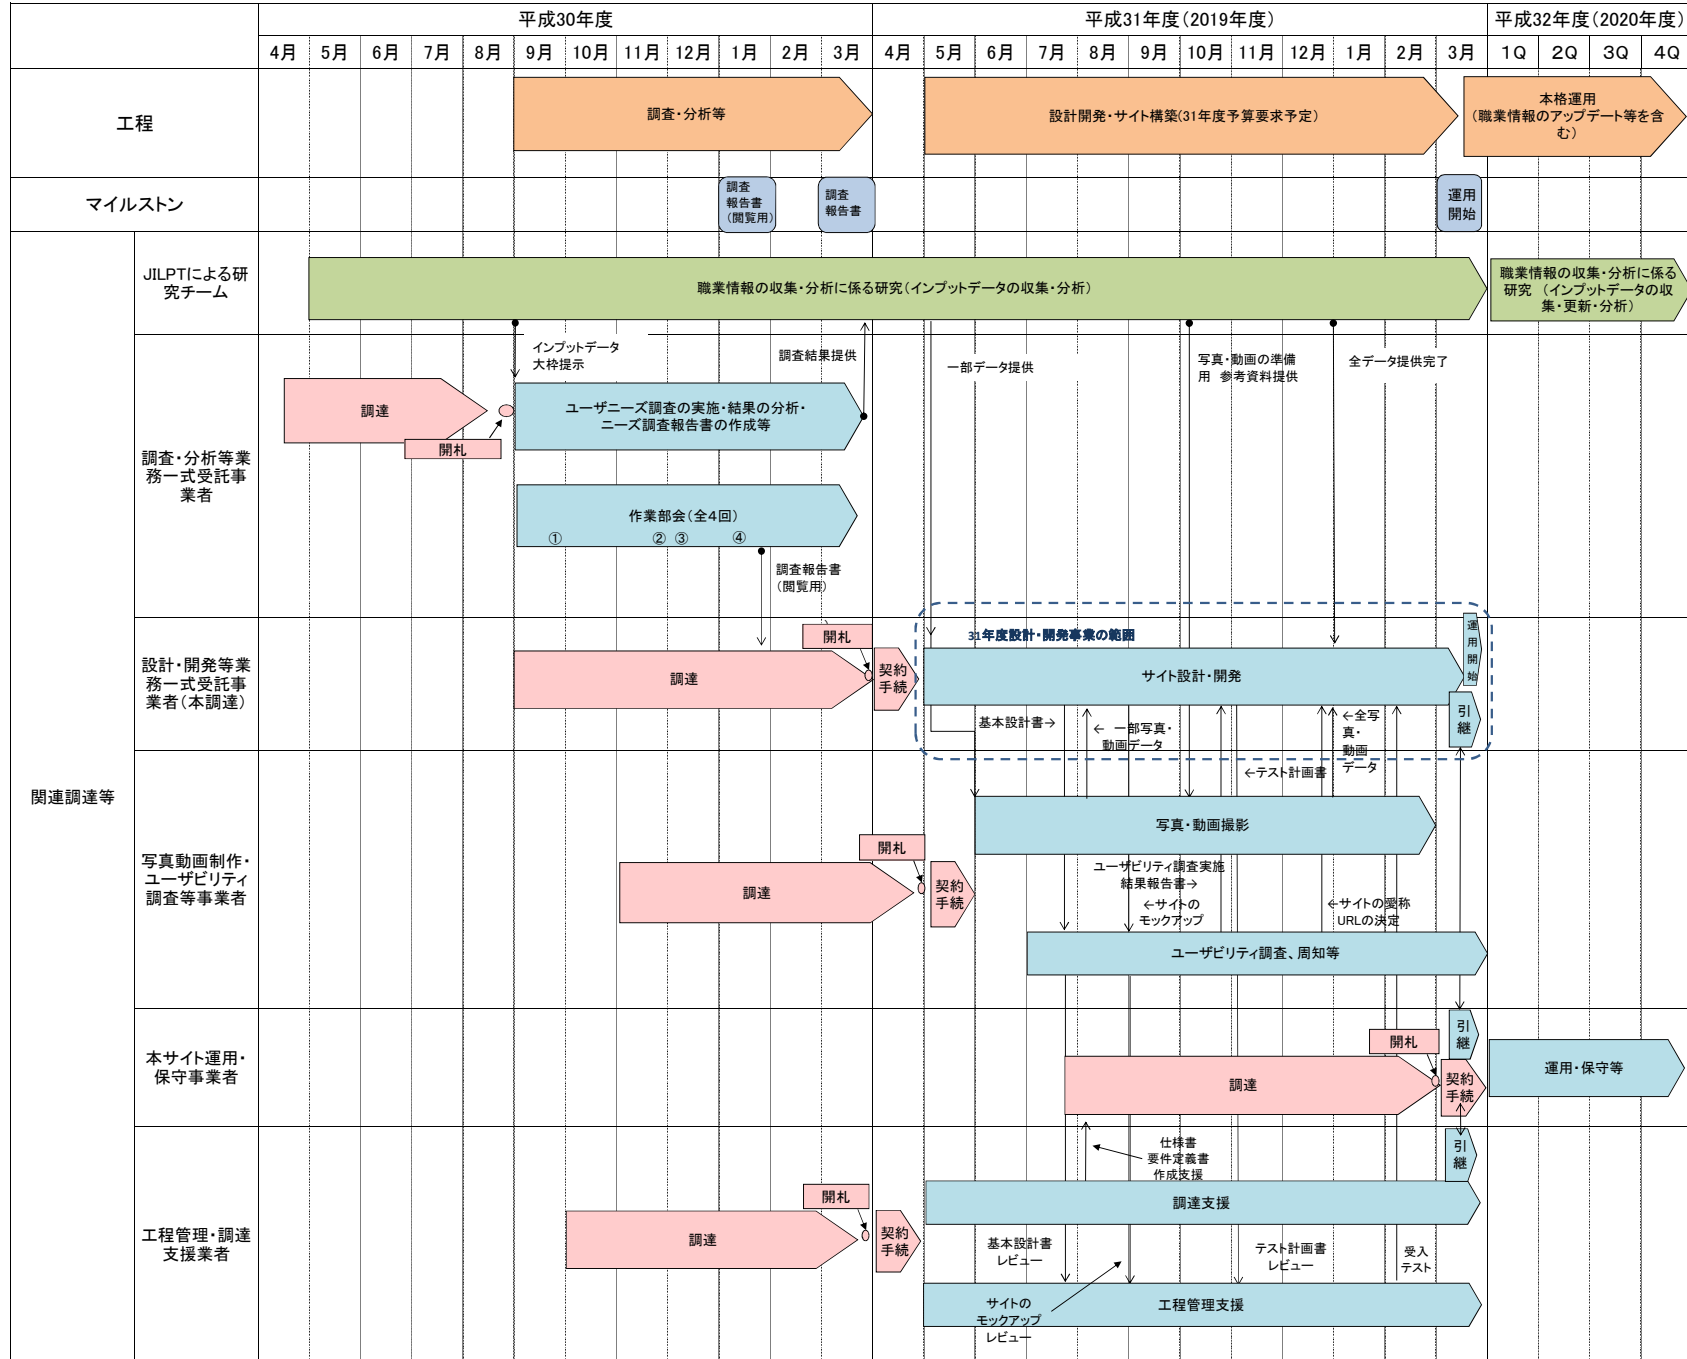 平成30年度
平成31年度(2019年度)
平成32年度(2020年度)
4月 5月 6月 7月 8月 9月 10月 11月 12月 1月 2月 3月 4月 5月 6月 7月 8月 9月 10月 11月 12月 1月 2月 3月 1Q 2Q 3Q 4Q
工程
調査・分析等
設計開発・サイト構築(31年度予算要求予定)
本格運用
(職業情報のアップデート等を含
む)
マイルストン
調査
報告書
(閲覧用)
調査
報告書
運用
開始
関連調達等
JILPTによる研
究チーム
職業情報の収集・分析に係る研究(インプットデータの収集・分析)
職業情報の収集・分析に係る
研究 (インプットデータの収
集・更新・分析)
インプットデータ
大枠提示
調査結果提供
一部データ提供
写真・動画の準備
用 参考資料提供
全データ提供完了
調査・分析等業
務一式受託事
業者
調達
開札
ユーザニーズ調査の実施・結果の分析・
ニーズ調査報告書の作成等
作業部会(全4回)
① ② ③ ④
調査報告書
(閲覧用)
設計・開発等業
務一式受託事
業者(本調達)
調達
開札
契約
手続
31年度設計・開発事業の範囲
サイト設計・開発
運
用
開
始
引
継
基本設計書→
← 一部写真・
動画データ
←全写
真・
動画
データ
←テスト計画書
写真動画制作・
ユーザビリティ
調査等事業者
調達
開札
契約
手続
写真・動画撮影
ユーザビリティ調査実施
結果報告書→
←サイトの
モックアップ
←サイトの愛称
URLの決定
ユーザビリティ調査、周知等
本サイト運用・
保守事業者
調達
開札
引
継
契約
手続
運用・保守等
仕様書
要件定義書
作成支援
引
継
工程管理・調達
支援業者
調達
開札
契約
手続
調達支援
基本設計書
レビュー
テスト計画書
レビュー
受入
テスト
工程管理支援
サイトの
モックアップ
レビュー